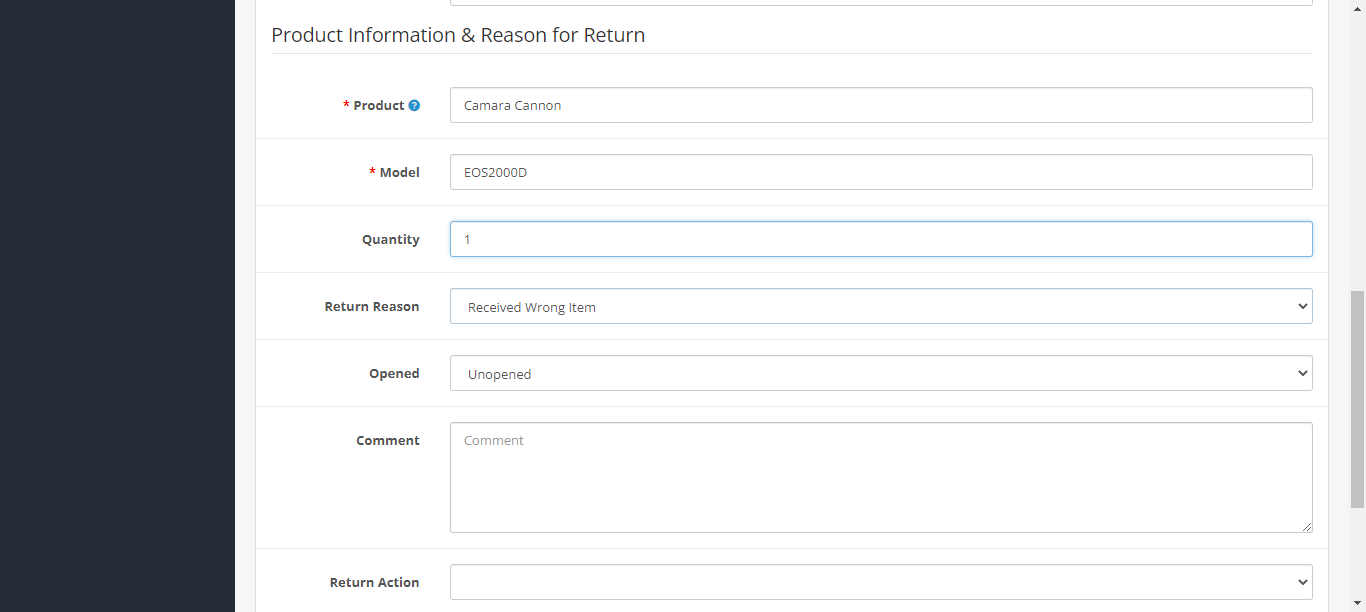 Product Information & Reason for Return
* Product ?
Camara Cannon
* Model
EOS2000D
Quantity
1
Return Reason
Received Wrong Item
Opened
Unopened
Comment
Comment
Return Action